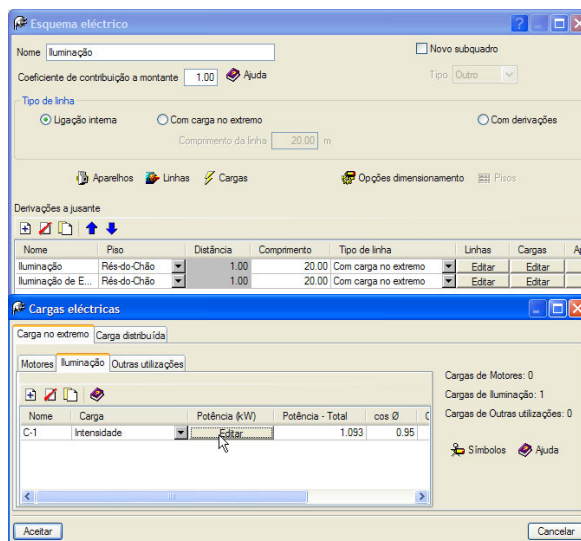 Esquema eléctrico
Nome Iluminação Novo subquadro
Coeficiente de contribuição a montante 1.00 Ajuda Tipo Outro
Tipo de linha
Ligação interna Com carga no extremo Com derivações
Comprimento da linha 20.00 m
Aparelhos Linhas Cargas Opções dimensionamento Pisos
Derivações a jusante
Nome Piso Distância Comprimento Tipo de linha Linhas Cargas Ap
Iluminação Rés-do-Chão 1.00 20.00 Com carga no extremo Editar Editar
Iluminação de E... Rés-do-Chão 1.00 20.00 Com carga no extremo Editar Editar
Cargas eléctricas
Carga no extremo Carga distribuída
Motores Iluminação Outras utilizações
Cargas de Motores: 0
Cargas de Iluminação: 1
Cargas de Outras utilizações: 0
Nome Carga Potência (kW) Potência - Total cos Ø C
C-1 Intensidade Editar 1.093 0.95
Símbolos Ajuda
Aceitar Cancelar